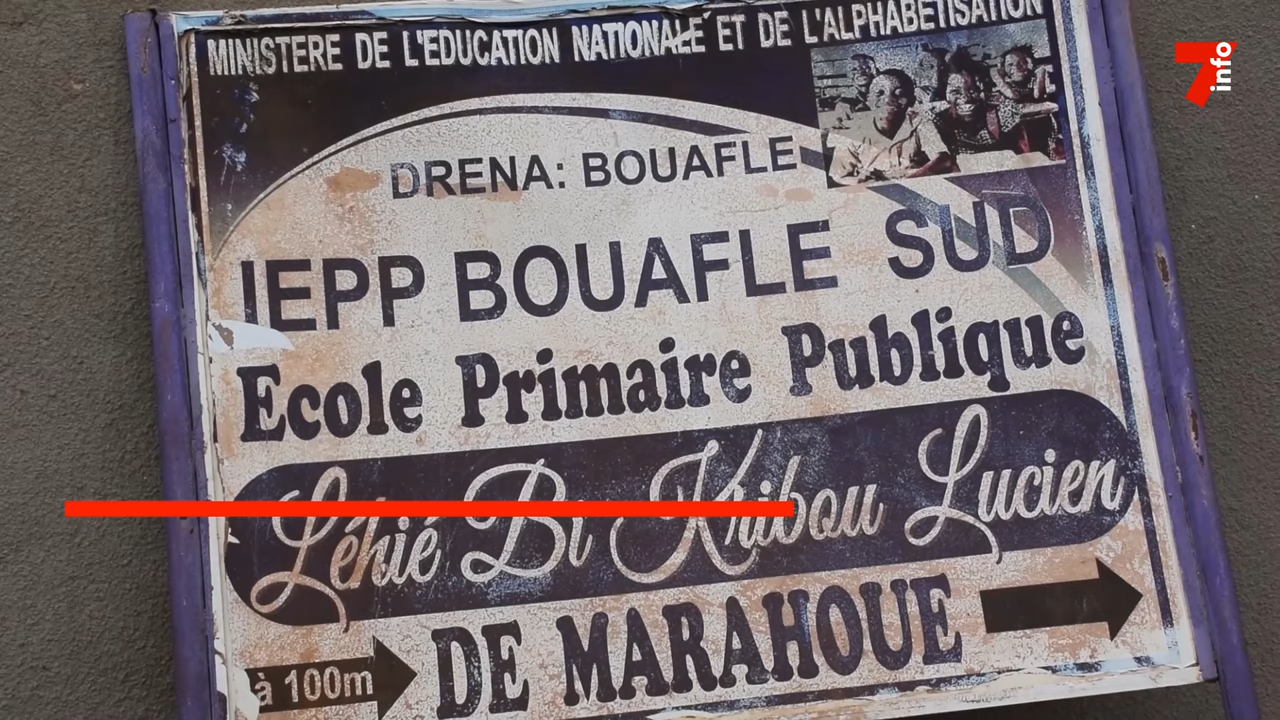 7info
MINISTERE DE L'EDUCATION NATIONALE ET DE L'ALPHABETISATION
DRENA: BOUAFLE
IEPP BOUAFLE SUD
Ecole Primaire Publique
Léhié Bi Kribou Lucien
DE MARAHOUE
à 100m